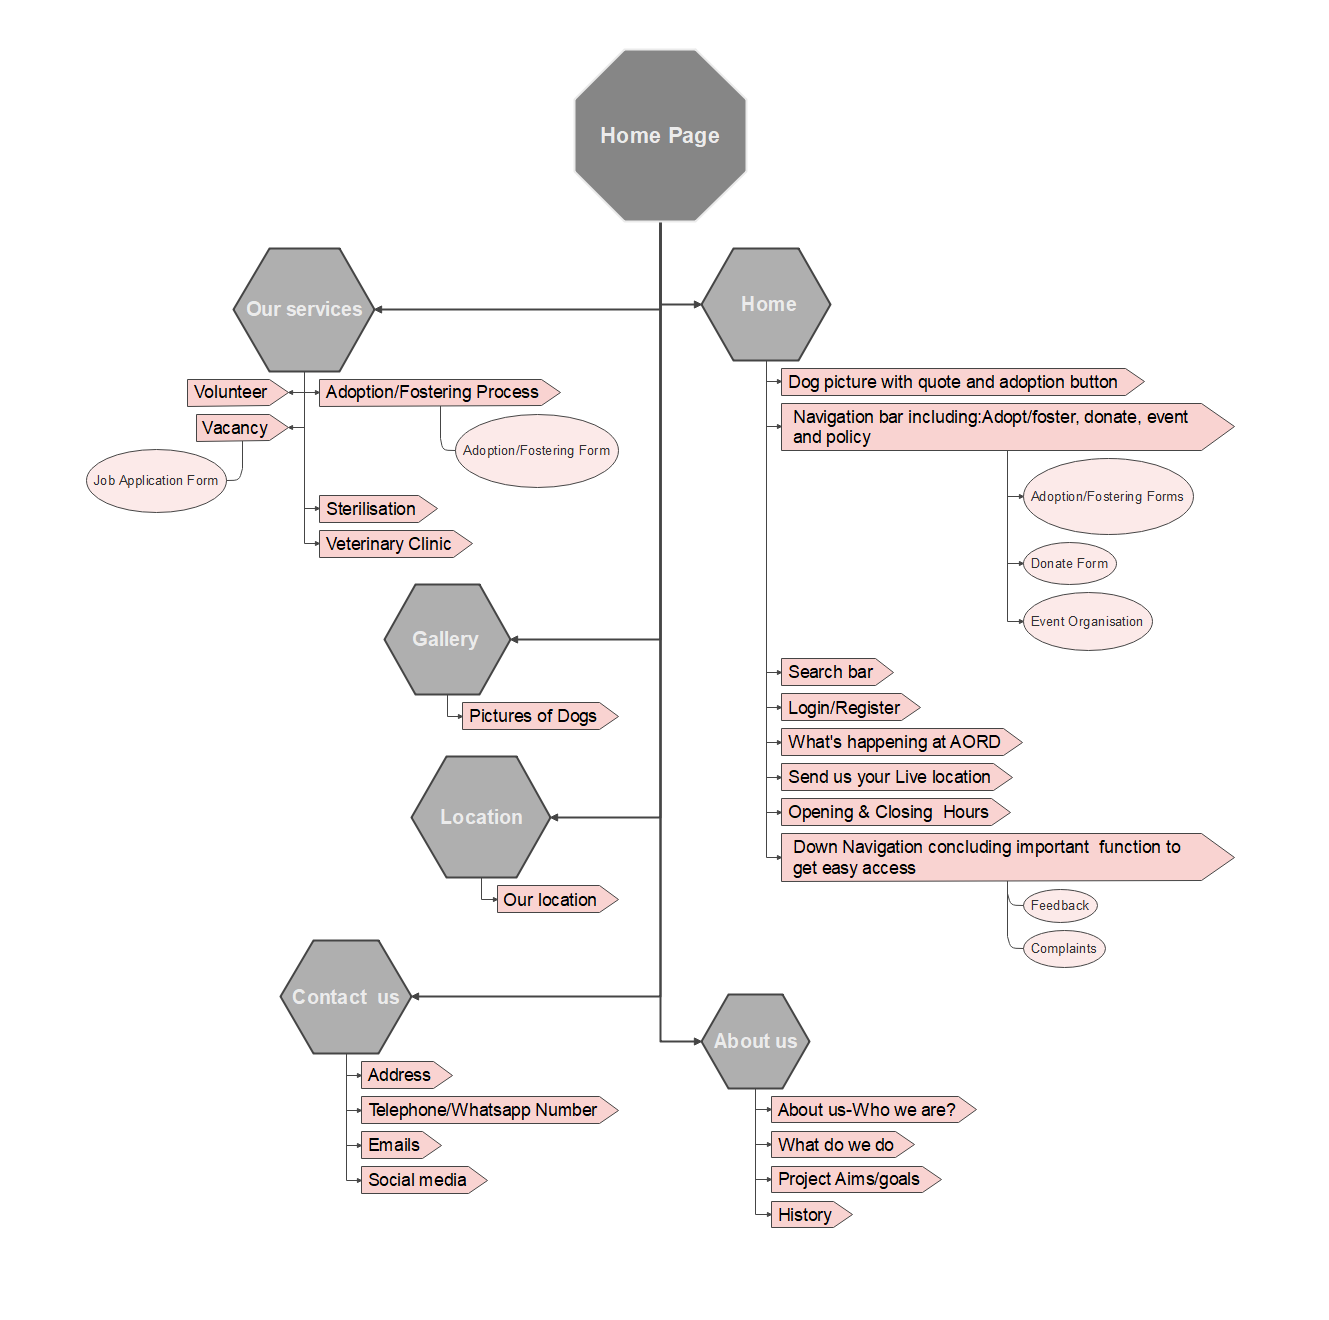 Home Page
Our services
Volunteer
Adoption/Fostering Process
Vacancy
Adoption/Fostering Form
Job Application Form
Sterilisation
Veterinary Clinic
Gallery
Pictures of Dogs
Location
Our location
Contact  us
Address
Telephone/Whatsapp Number
Emails
Social media
Home
Dog picture with quote and adoption button
Navigation bar including:Adopt/foster, donate, event
and policy
Adoption/Fostering Forms
Donate Form
Event Organisation
Search bar
Login/Register
What's happening at AORD
Send us your Live location
Opening & Closing  Hours
Down Navigation concluding important  function to
get easy access
Feedback
Complaints
About us
About us-Who we are?
What do we do
Project Aims/goals
History